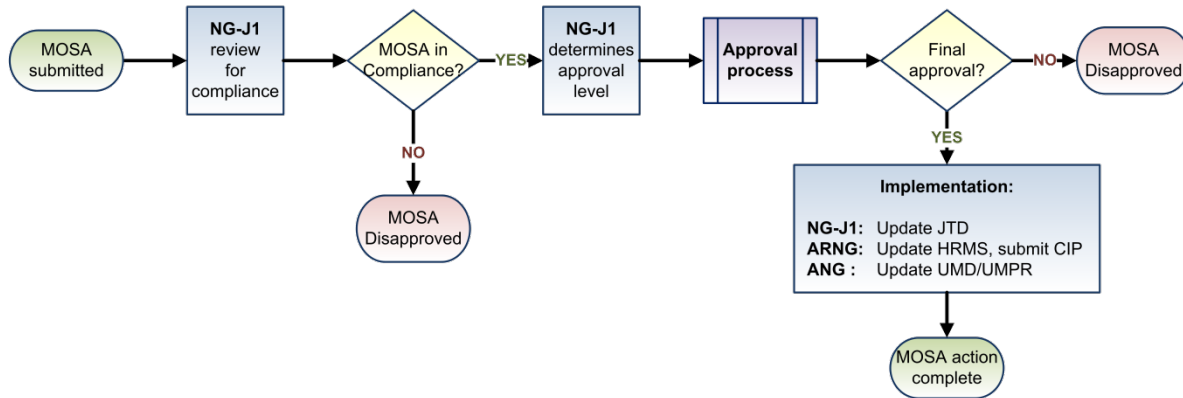 MOSA
submitted
NG-J1
review
for
compliance
MOSA in
Compliance?
YES
NO
MOSA
Disapproved
NG-J1
determines
approval
level
Approval
process
Final
approval?
NO
MOSA
Disapproved
YES
Implementation:
NG-J1: Update JTD
ARNG: Update HRMS, submit CIP
ANG : Update UMD/UMPR
MOSA action
complete